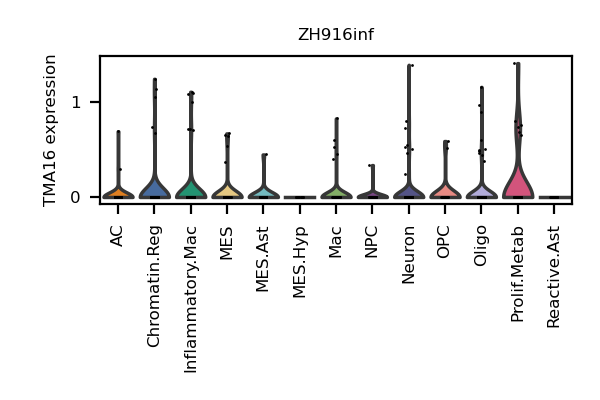 ZH916inf
TMA16 expression
1
0
AC
Chromatin.Reg
Inflammatory.Mac
MES
MES.Ast
MES.Hyp
Mac
NPC
Neuron
OPC
Oligo
Prolif.Metab
Reactive.Ast